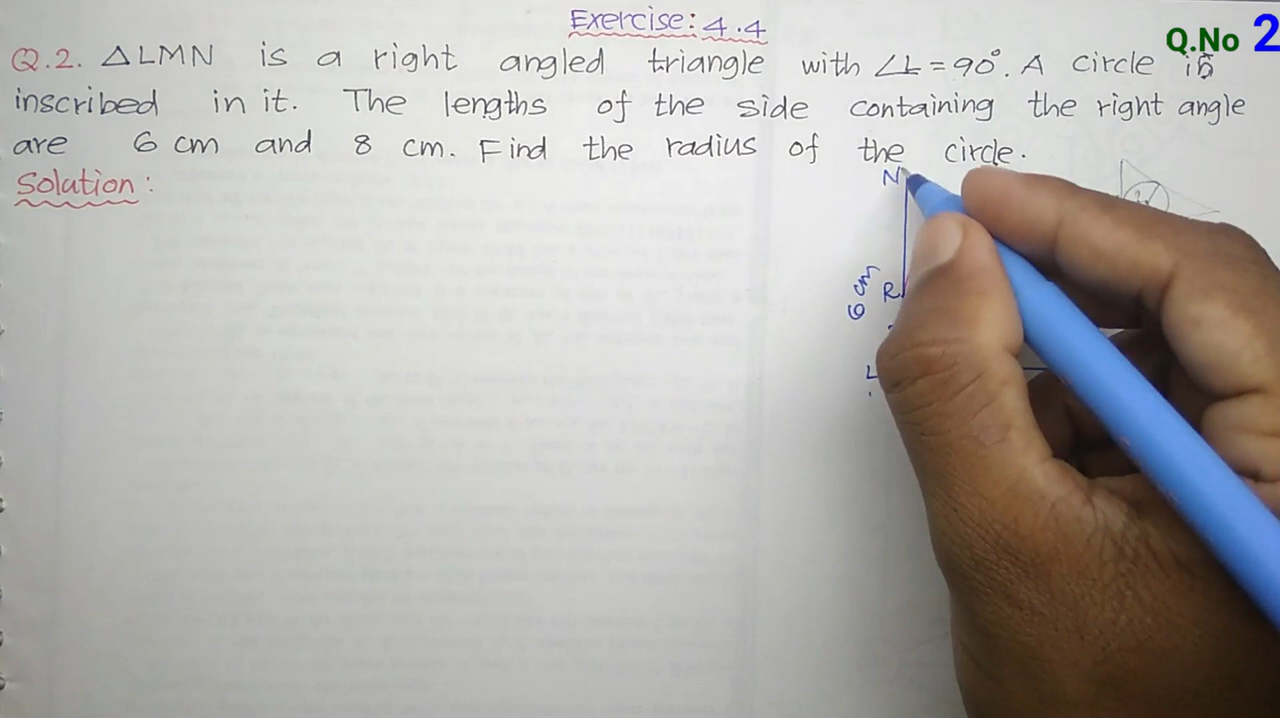 Exercise: 4.4
Q.No 2
Q.2. △LMN is a right angled triangle with ∠L = 90°. A circle is
inscribed in it. The lengths of the side containing the right angle
are 6 cm and 8 cm. Find the radius of the circle.
Solution:
N
6 cm
R
L